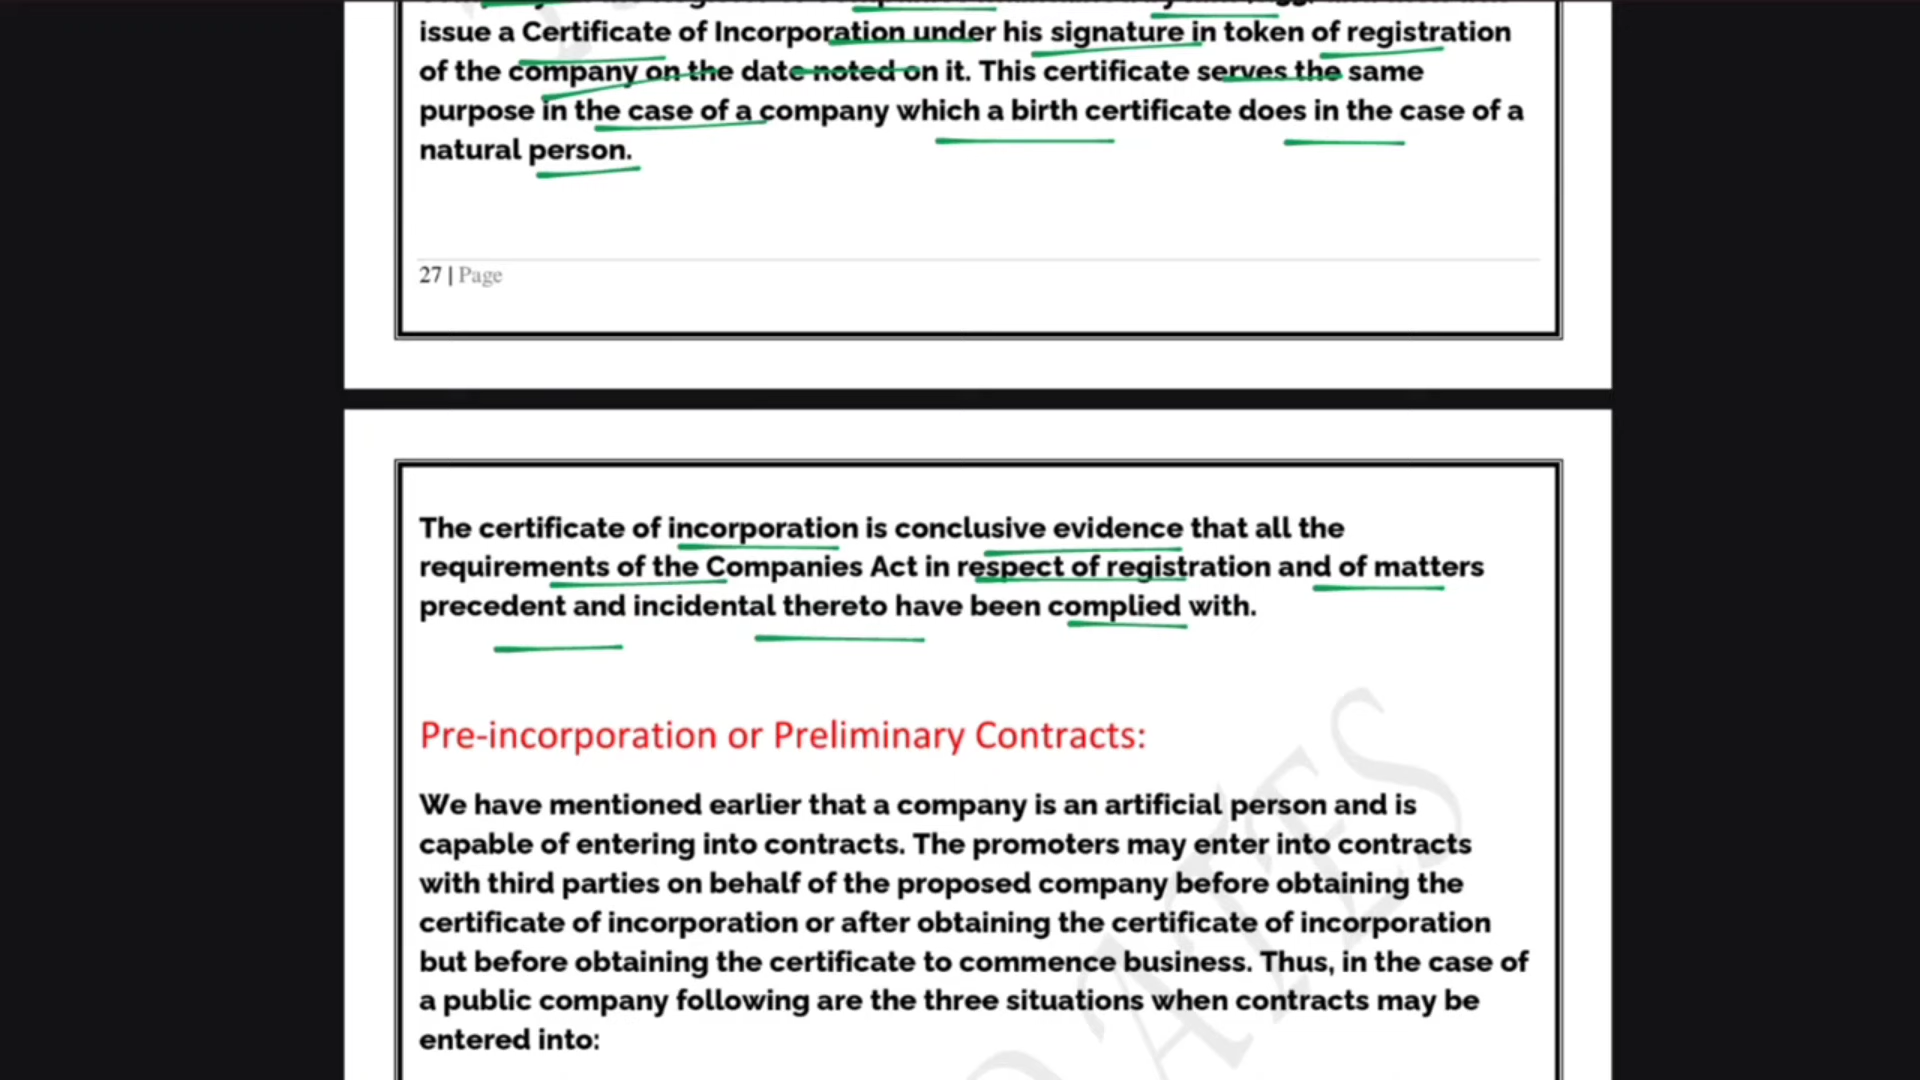 issue a Certificate of Incorporation under his signature in token of registration
of the company on the date noted on it. This certificate serves the same
purpose in the case of a company which a birth certificate does in the case of a
natural person.
27 | Page
The certificate of incorporation is conclusive evidence that all the
requirements of the Companies Act in respect of registration and of matters
precedent and incidental thereto have been complied with.
Pre-incorporation or Preliminary Contracts:
We have mentioned earlier that a company is an artificial person and is
capable of entering into contracts. The promoters may enter into contracts
with third parties on behalf of the proposed company before obtaining the
certificate of incorporation or after obtaining the certificate of incorporation
but before obtaining the certificate to commence business. Thus, in the case of
a public company following are the three situations when contracts may be
entered into: